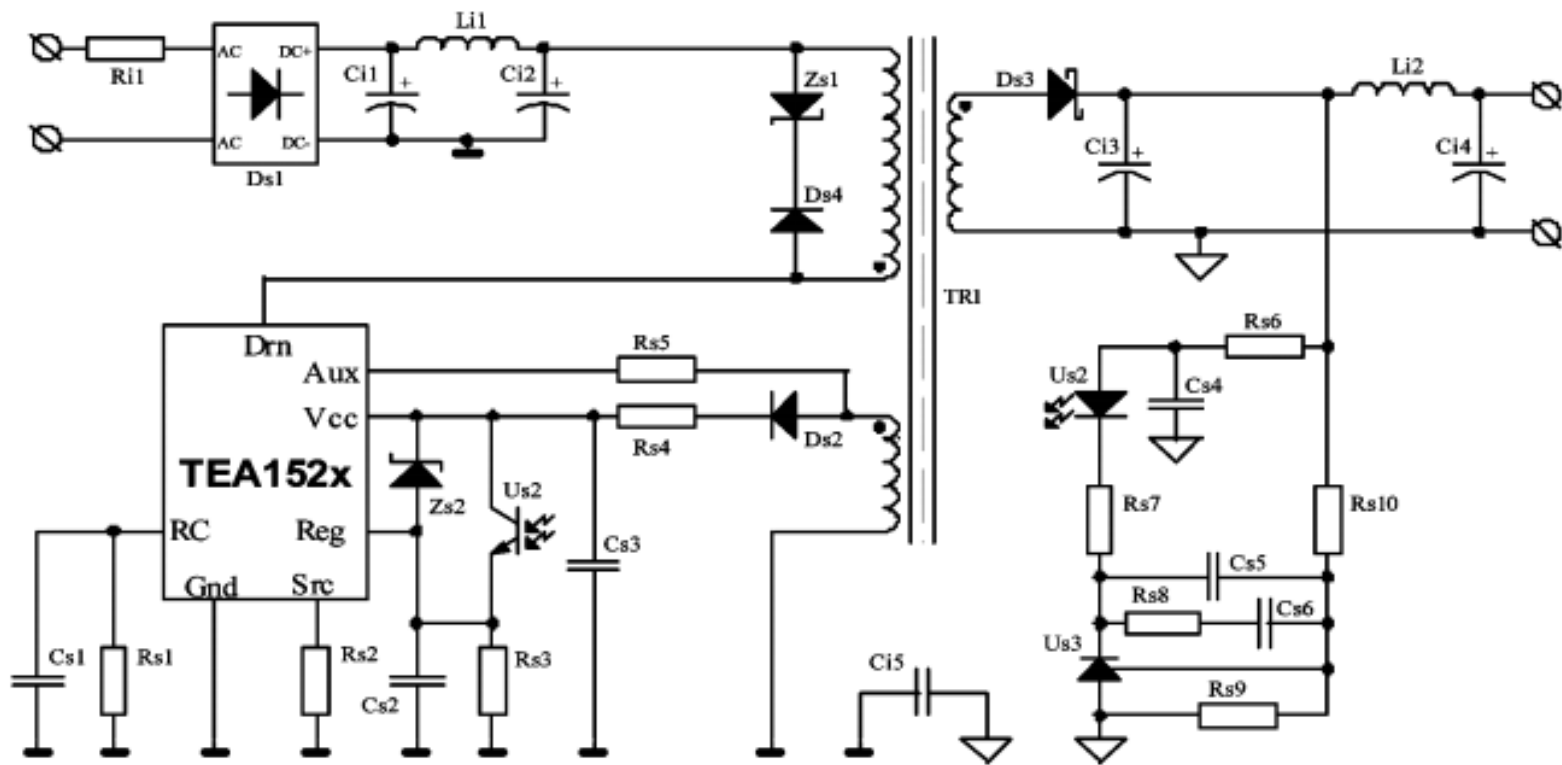 Ri1
AC
DC+
AC
DC-
Ds1
Ci1
Li1
Ci2
Zs1
Ds4
Ds3
Ci3
Li2
Ci4
TR1
Drn
Aux
Vcc
TEA152x
RC
Reg
Gnd
Src
Rs5
Rs4
Ds2
Zs2
Us2
Cs3
Cs1
Rs1
Rs2
Cs2
Rs3
Ci5
Rs6
Us2
Cs4
Rs7
Rs10
Cs5
Rs8
Cs6
Us3
Rs9